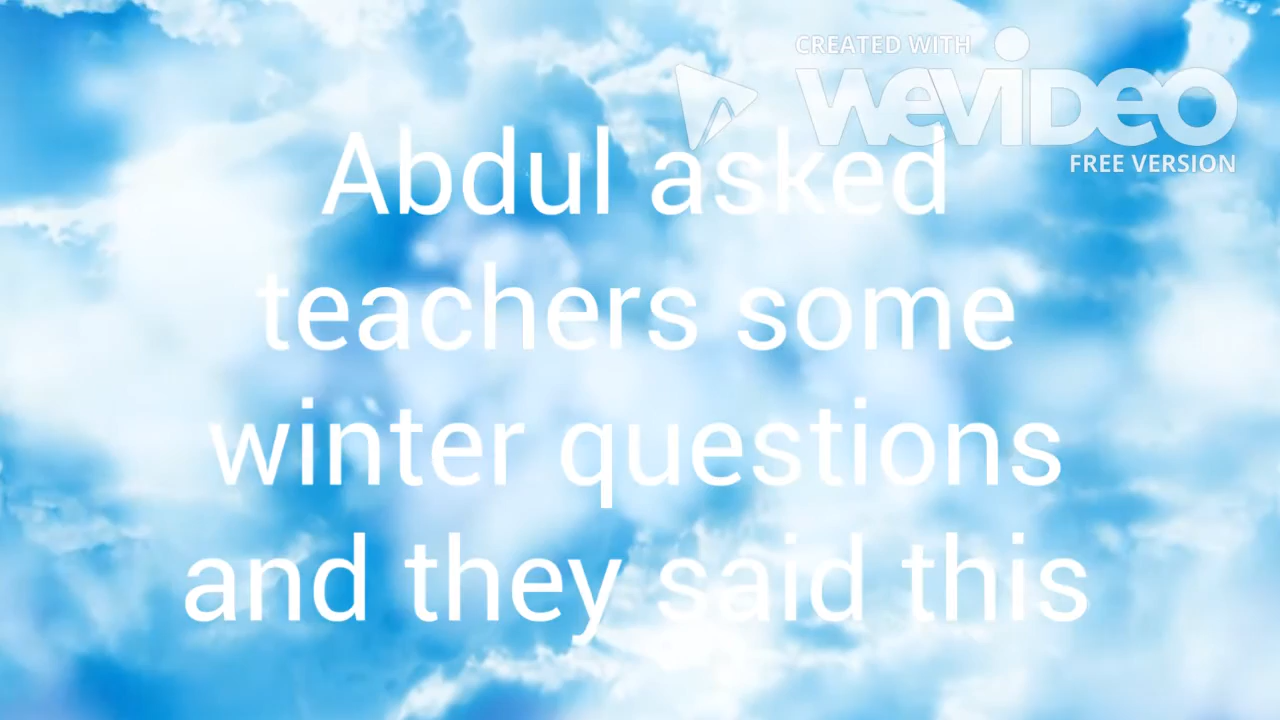 CREATED WITH
WEVIDEO
FREE VERSION
Abdul asked
teachers some
winter questions
and they said this